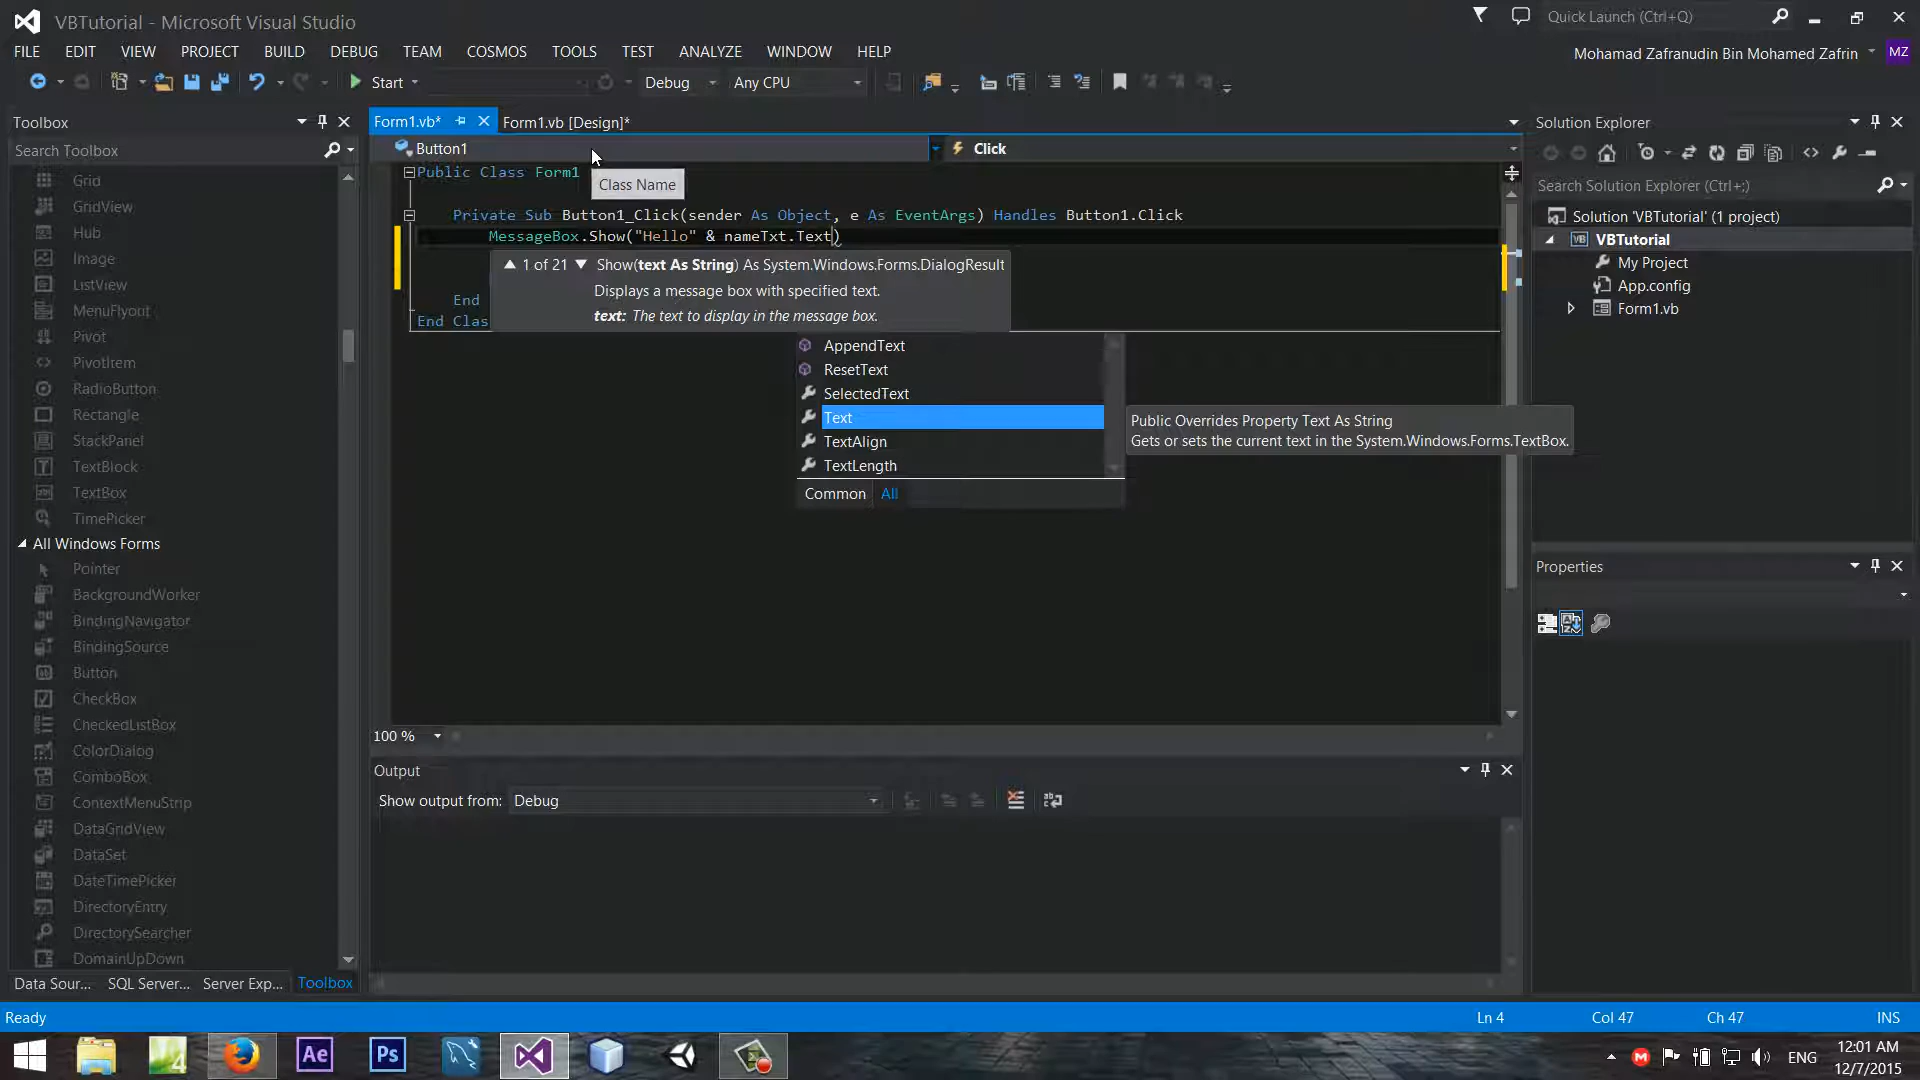 VBTutorial - Microsoft Visual Studio
Quick Launch (Ctrl+Q)
FILE EDIT VIEW PROJECT BUILD DEBUG TEAM COSMOS TOOLS TEST ANALYZE WINDOW HELP
Mohamad Zafranudin Bin Mohamed Zafrin MZ
Start Debug Any CPU
Toolbox
Search Toolbox
Grid
GridView
Hub
Image
ListView
MenuFlyout
Pivot
PivotItem
RadioButton
Rectangle
StackPanel
TextBlock
TextBox
TimePicker
All Windows Forms
Pointer
BackgroundWorker
BindingNavigator
BindingSource
Button
CheckBox
CheckedListBox
ColorDialog
ComboBox
ContextMenuStrip
DataGridView
DataSet
DateTimePicker
DirectoryEntry
DirectorySearcher
DomainUpDown
Data Sour... SQL Server... Server Exp... Toolbox
Form1.vb* Form1.vb [Design]*
Button1 Click
Public Class Form1
Class Name
Private Sub Button1_Click(sender As Object, e As EventArgs) Handles Button1.Click
MessageBox.Show("Hello" & nameTxt.Text)
1 of 21 Show(text As String) As System.Windows.Forms.DialogResult
Displays a message box with specified text.
text: The text to display in the message box.
End
End Clas
AppendText
ResetText
SelectedText
Text
TextAlign
TextLength
Common All
Public Overrides Property Text As String
Gets or sets the current text in the System.Windows.Forms.TextBox.
100 %
Output
Show output from: Debug
Solution Explorer
Search Solution Explorer (Ctrl+;)
Solution 'VBTutorial' (1 project)
VB VBTutorial
My Project
App.config
Form1.vb
Properties
Ready Ln 4 Col 47 Ch 47 INS
4 Ae Ps M ENG
12:01 AM
12/7/2015